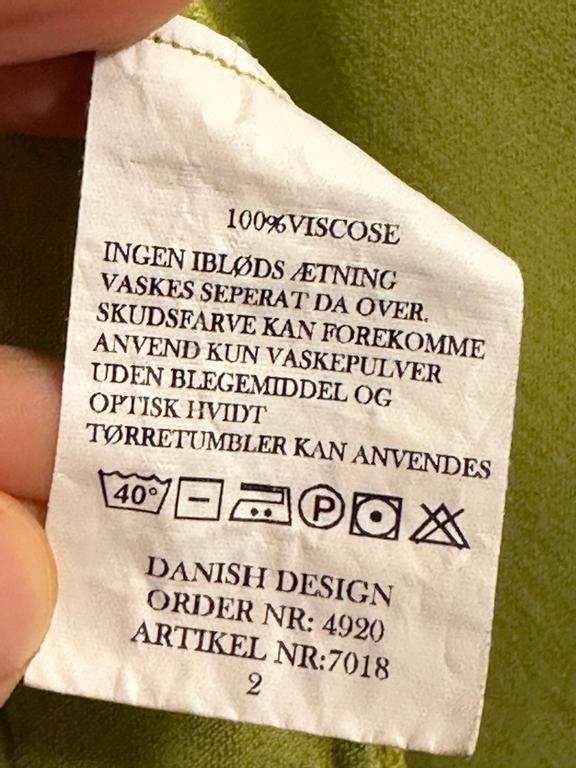 100%VISCOSE
INGEN IBLØDS ÆTNING
VASKES SEPERAT DA OVER.
SKUDSFARVE KAN FOREKOMME
ANVEND KUN VASKEPULVER
UDEN BLEGEMIDDEL OG
OPTISK HVIDT
TØRRETUMBLER KAN ANVENDES
40° P
DANISH DESIGN
ORDER NR: 4920
ARTIKEL NR:7018
2